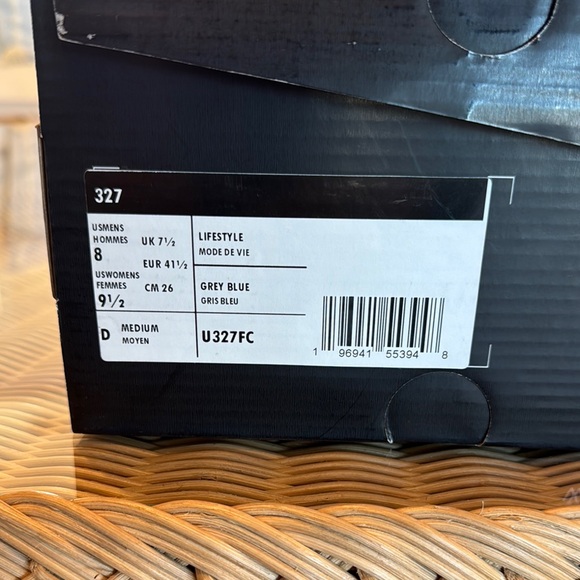 327
USMENS
HOMMES
8
UK 7½
EUR 41½
USWOMENS
FEMMES
9½
CM 26
D MEDIUM
MOYEN
LIFESTYLE
MODE DE VIE
GREY BLUE
GRIS BLEU
U327FC
1 96941 55394 8